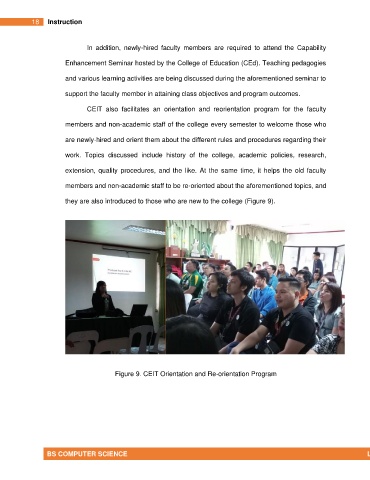 18 Instruction
In addition, newly-hired faculty members are required to attend the Capability
Enhancement Seminar hosted by the College of Education (CEd). Teaching pedagogies
and various learning activities are being discussed during the aforementioned seminar to
support the faculty member in attaining class objectives and program outcomes.
CEIT also facilitates an orientation and reorientation program for the faculty
members and non-academic staff of the college every semester to welcome those who
are newly-hired and orient them about the different rules and procedures regarding their
work. Topics discussed include history of the college, academic policies, research,
extension, quality procedures, and the like. At the same time, it helps the old faculty
members and non-academic staff to be re-oriented about the aforementioned topics, and
they are also introduced to those who are new to the college (Figure 9).
Figure 9. CEIT Orientation and Re-orientation Program
BS COMPUTER SCIENCE L